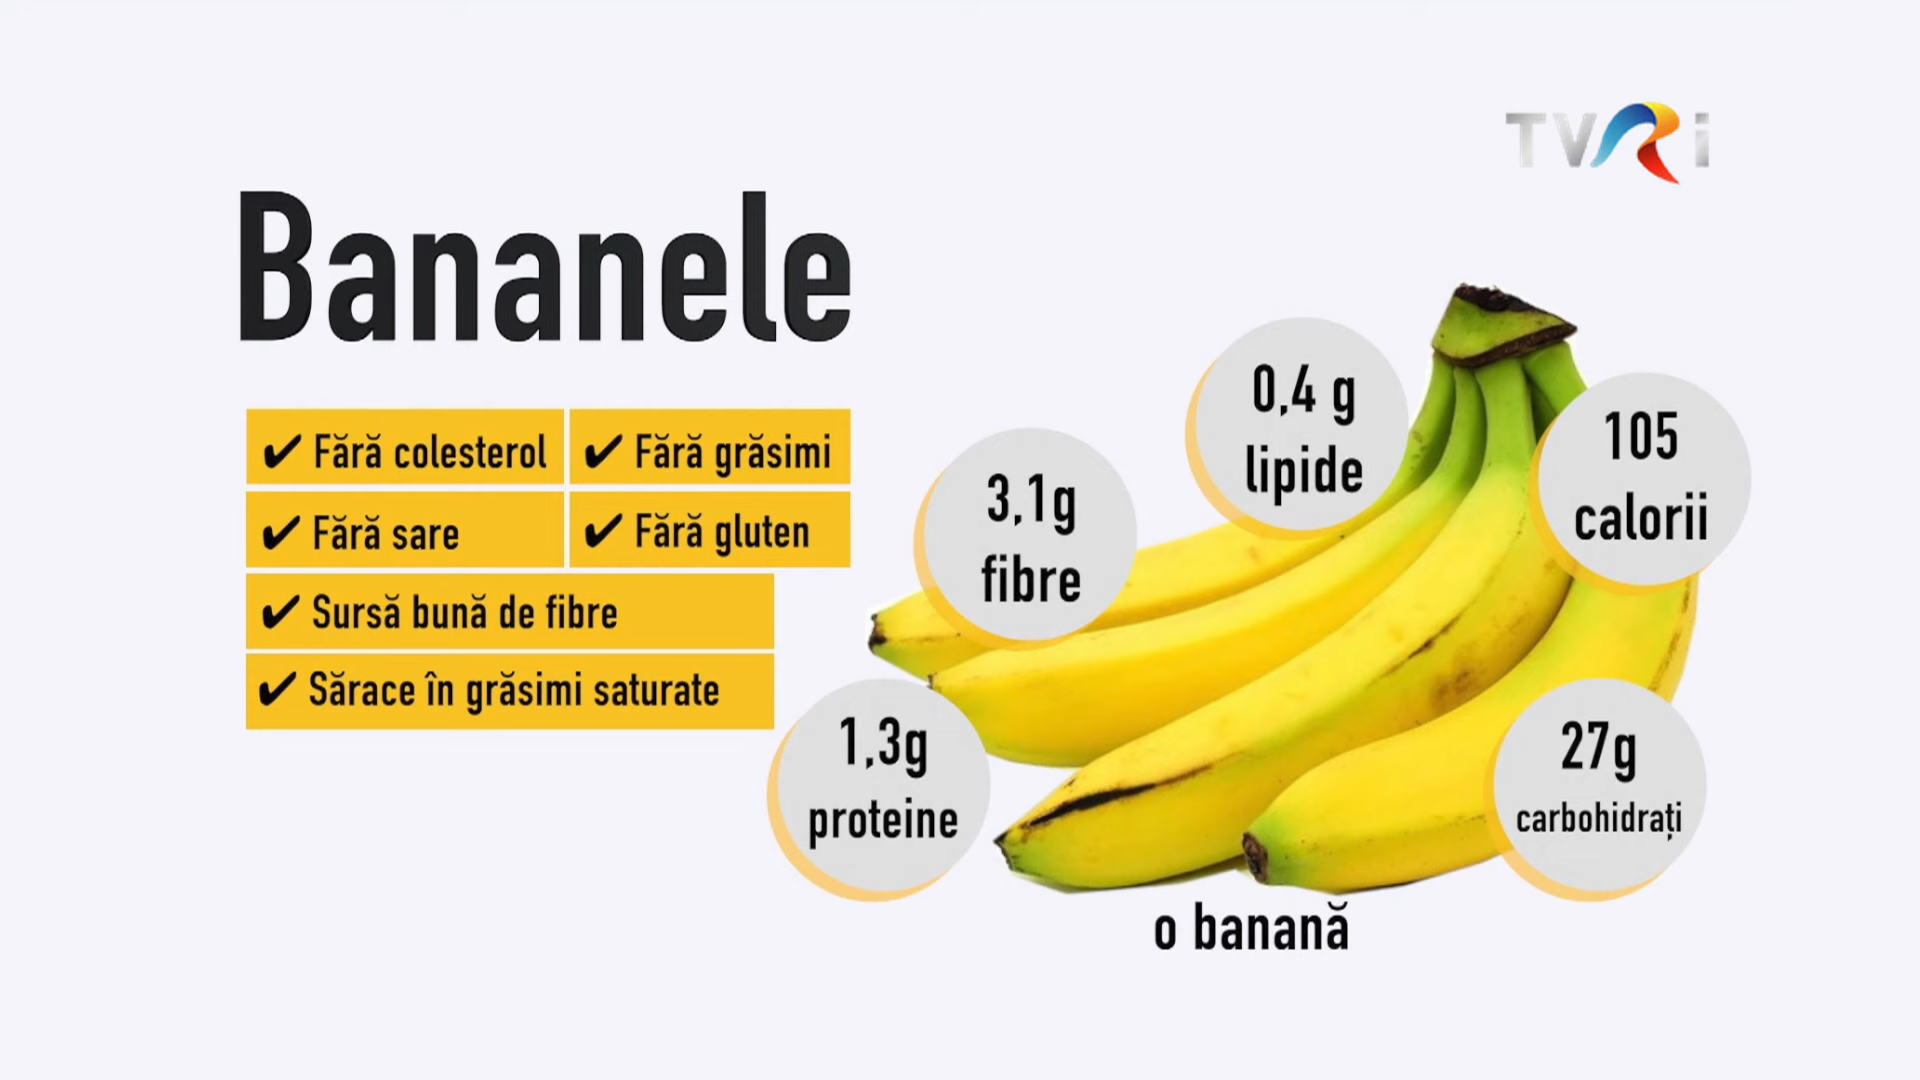 TVRi
Bananele
✔ Fără colesterol
✔ Fără grăsimi
✔ Fără sare
✔ Fără gluten
✔ Sursă bună de fibre
✔ Sărace în grăsimi saturate
0,4 g
lipide
105
calorii
3,1g
fibre
1,3g
proteine
27g
carbohidrați
o banană